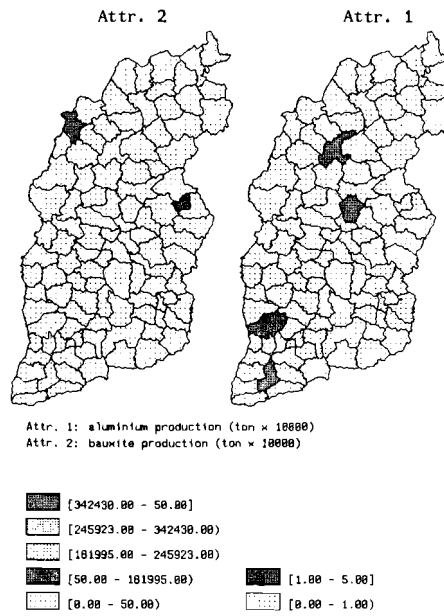 Attr. 2
Attr. 1
Attr. 1: aluminium production (ton × 10000)
Attr. 2: bauxite production (ton × 10000)
[342430.00 - 50.00]
[245923.00 - 342430.00)
[181995.00 - 245923.00)
[50.00 - 181995.00)
[0.00 - 50.00)
[1.00 - 5.00]
[0.00 - 1.00)